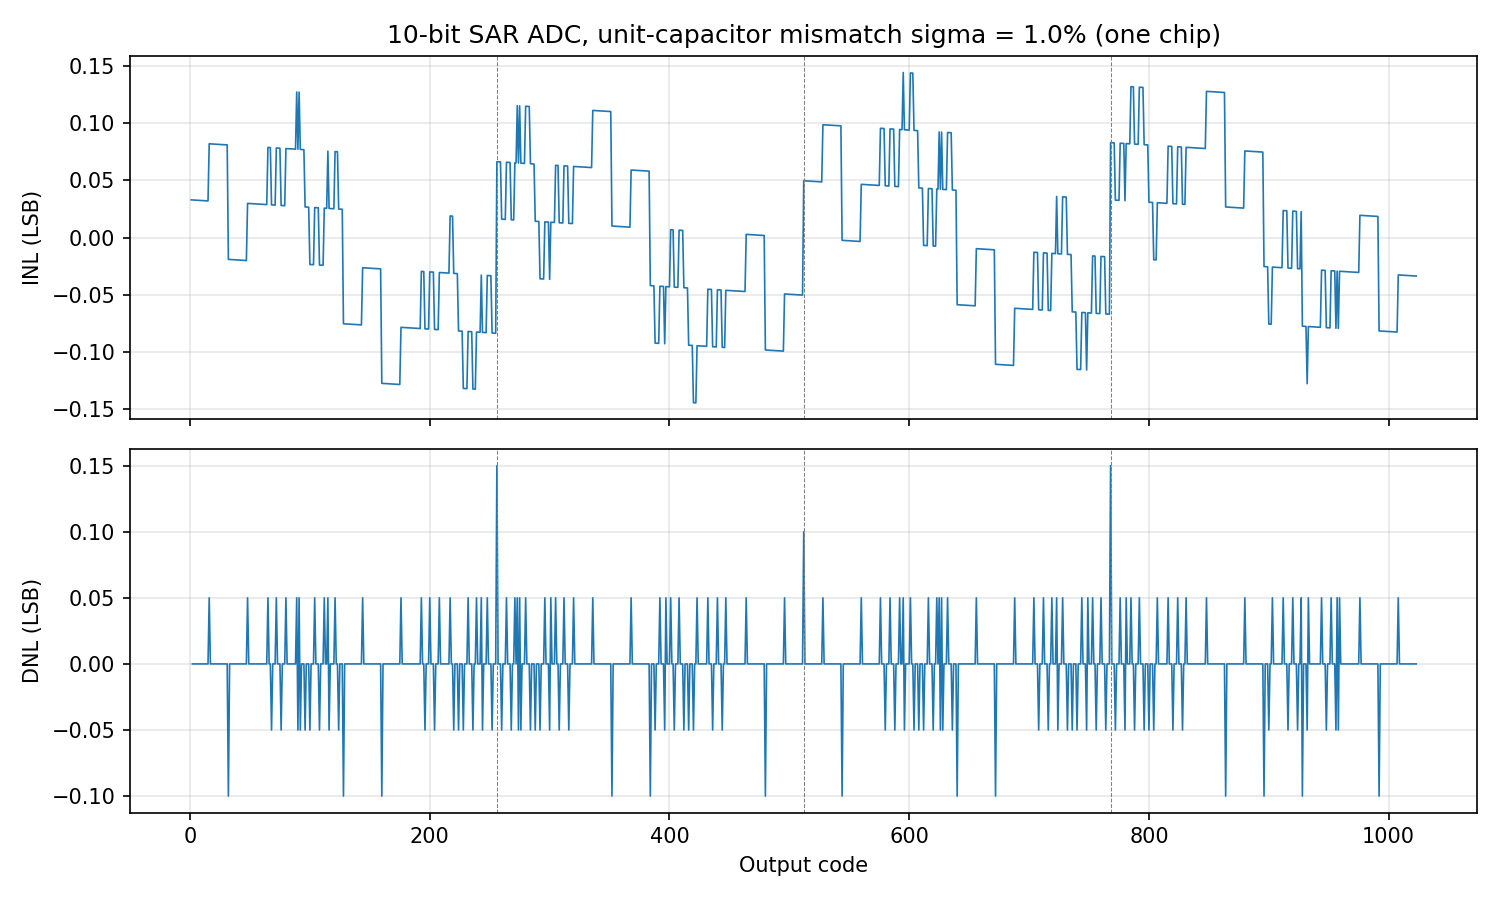 10-bit SAR ADC, unit-capacitor mismatch sigma = 1.0% (one chip)
INL (LSB)
0.15
0.10
0.05
0.00
−0.05
−0.10
−0.15
DNL (LSB)
0.15
0.10
0.05
0.00
−0.05
−0.10
0 200 400 600 800 1000
Output code